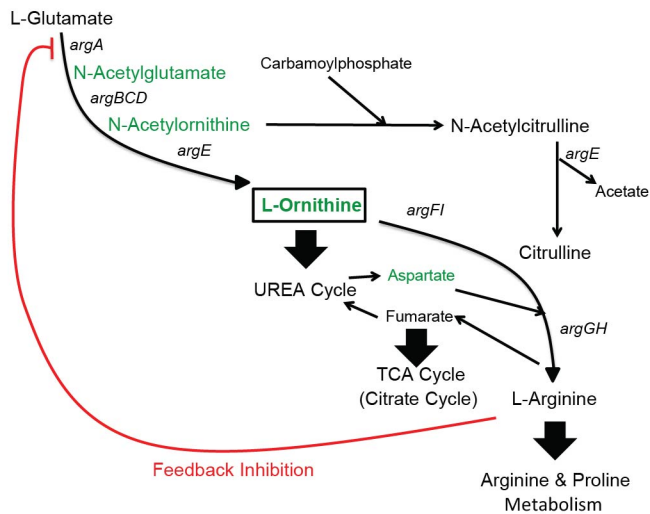 L-Glutamate
argA
N-Acetylglutamate
Carbamoylphosphate
argBCD
N-Acetylornithine
N-Acetylcitrulline
argE
argE
Acetate
L-Ornithine
argFI
Citrulline
Aspartate
UREA Cycle
Fumarate
argGH
TCA Cycle
(Citrate Cycle)
L-Arginine
Feedback Inhibition
Arginine & Proline
Metabolism